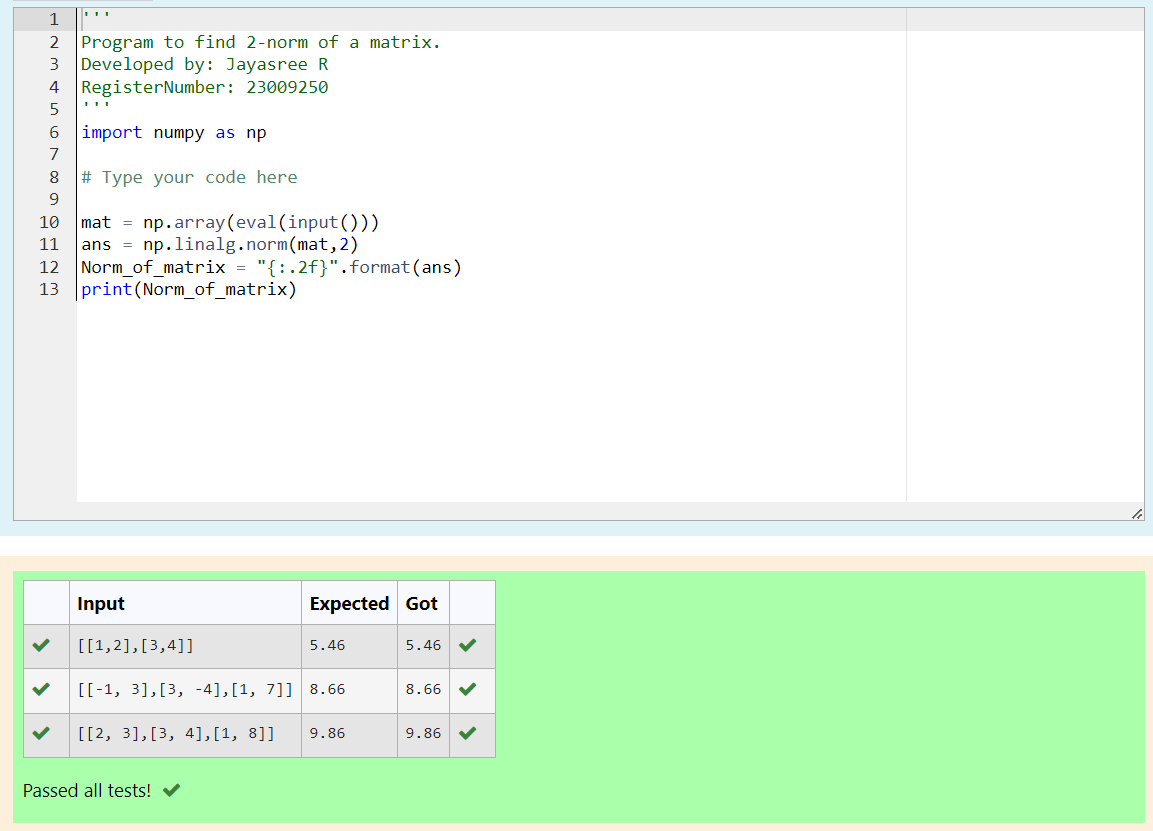 1 '''
2 Program to find 2-norm of a matrix.
3 Developed by: Jayasree R
4 RegisterNumber: 23009250
5 '''
6 import numpy as np
7
8 # Type your code here
9
10 mat = np.array(eval(input()))
11 ans = np.linalg.norm(mat,2)
12 Norm_of_matrix = "{:.2f}".format(ans)
13 print(Norm_of_matrix)
Input Expected Got
[[1,2],[3,4]] 5.46 5.46
[[-1, 3],[3, -4],[1, 7]] 8.66 8.66
[[2, 3],[3, 4],[1, 8]] 9.86 9.86
Passed all tests!